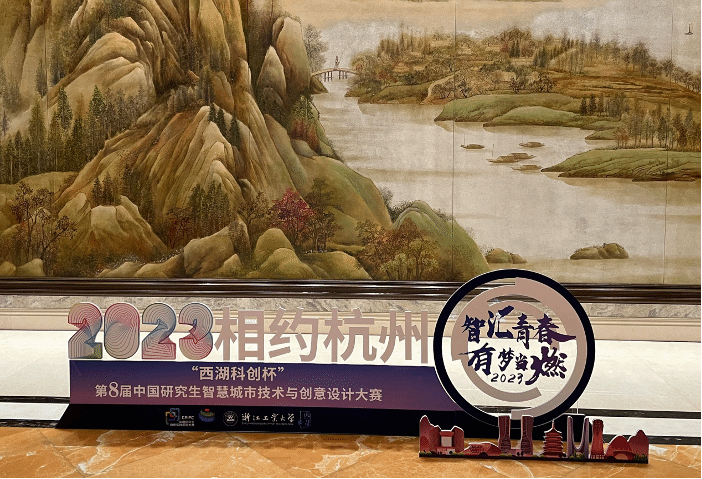 2023相约杭州
“西湖科创杯”
第8届中国研究生智慧城市技术与创意设计大赛
浙江工业大学
智汇青春
有梦当燃
2023